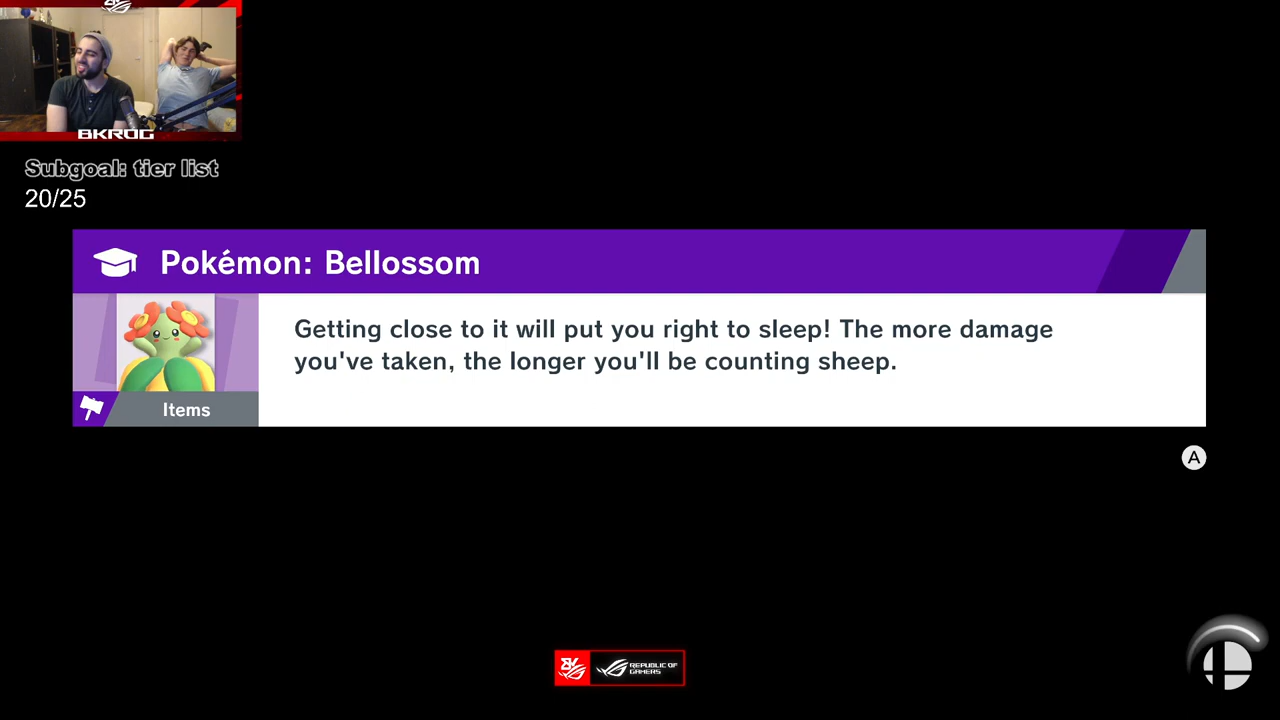 BKROG
Subgoal: tier list
20/25
Pokémon: Bellossom
Getting close to it will put you right to sleep! The more damage
you've taken, the longer you'll be counting sheep.
Items
A
REPUBLIC OF
GAMERS